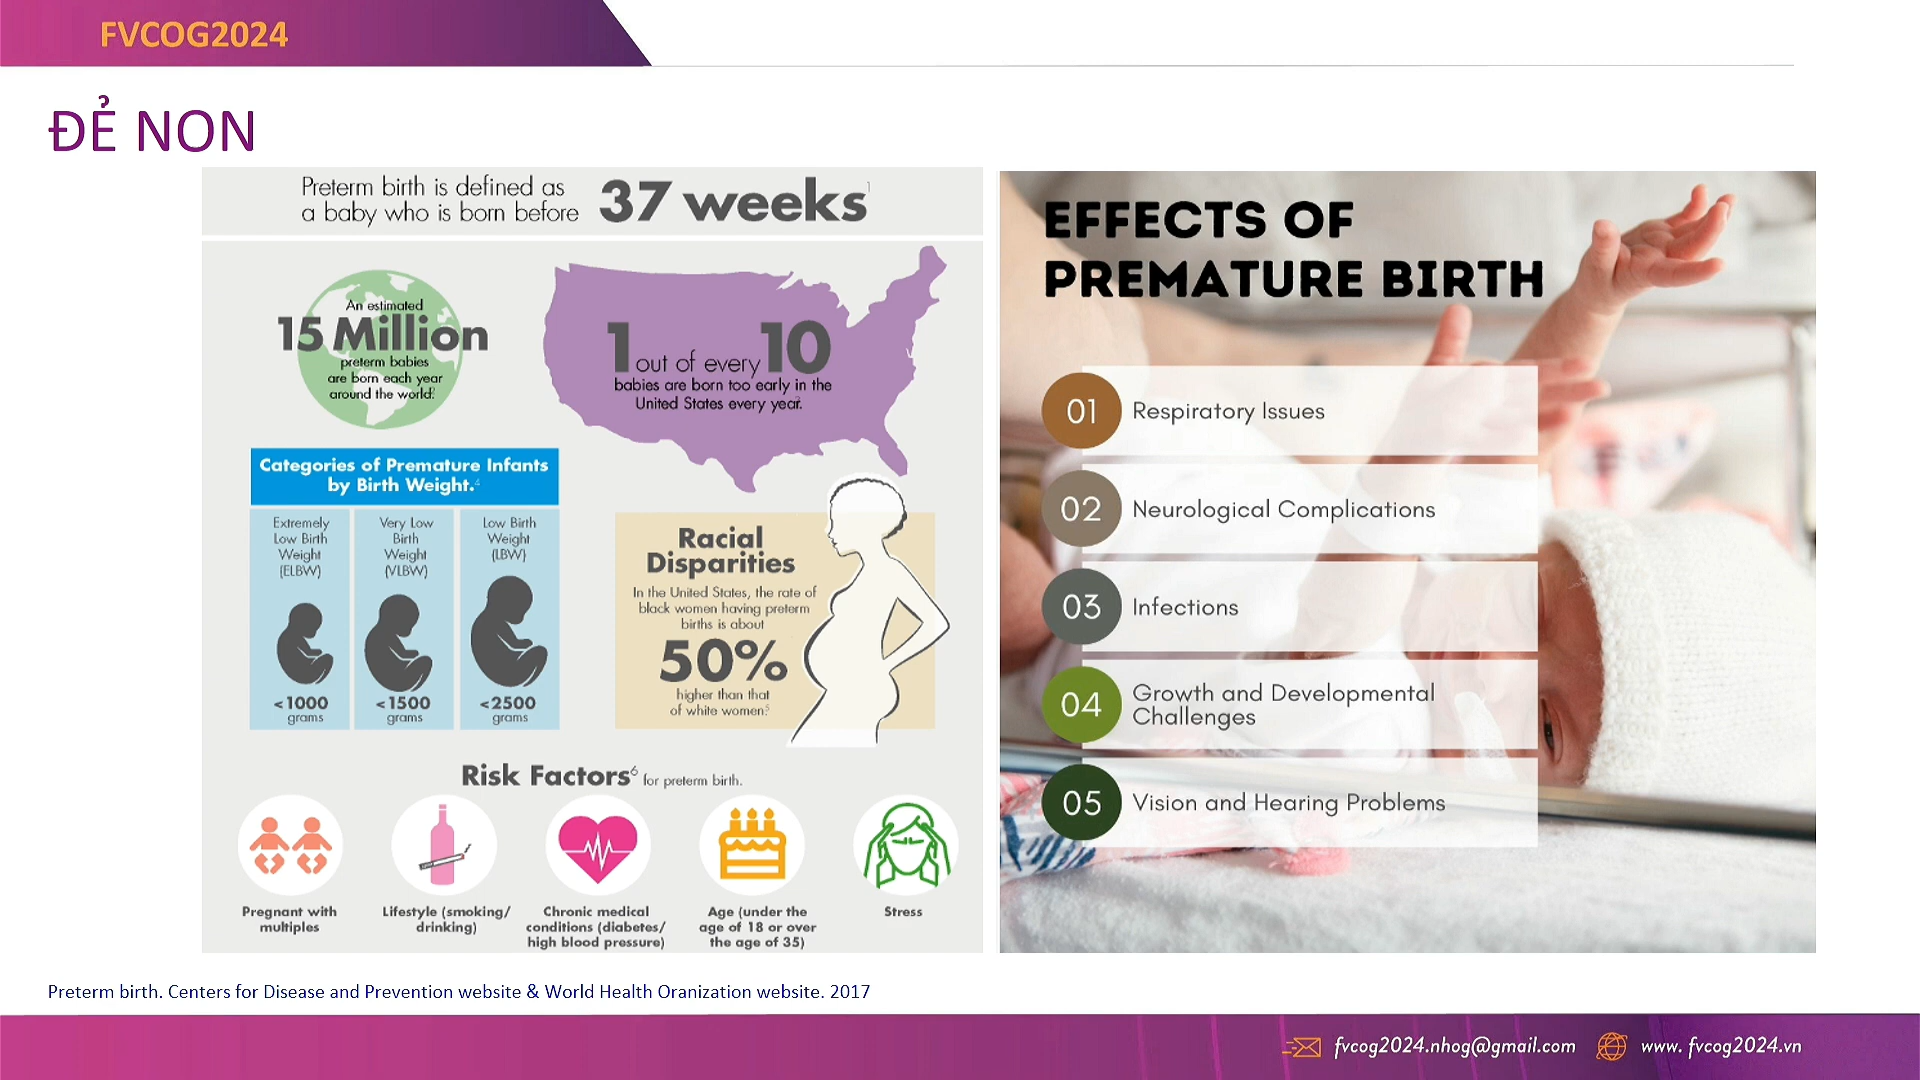 FVCOG2024
ĐẺ NON
Preterm birth is defined as
a baby who is born before
37 weeks1
An estimated
15 Million
preterm babies
are born each year
around the world.2
1 out of every 10
babies are born too early in the
United States every year.3
Categories of Premature Infants
by Birth Weight.4
Extremely
Low Birth
Weight
(ELBW)
<1000
grams
Very Low
Birth
Weight
(VLBW)
<1500
grams
Low Birth
Weight
(LBW)
<2500
grams
Racial
Disparities
In the United States, the rate of
black women having preterm
births is about
50%
higher than that
of white women.5
Risk Factors6 for preterm birth.
Pregnant with
multiples
Lifestyle (smoking/
drinking)
Chronic medical
conditions (diabetes/
high blood pressure)
Age (under the
age of 18 or over
the age of 35)
Stress
EFFECTS OF
PREMATURE BIRTH
01 Respiratory Issues
02 Neurological Complications
03 Infections
04 Growth and Developmental
Challenges
05 Vision and Hearing Problems
Preterm birth. Centers for Disease and Prevention website & World Health Oranization website. 2017
fvcog2024.nhog@gmail.com
www. fvcog2024.vn